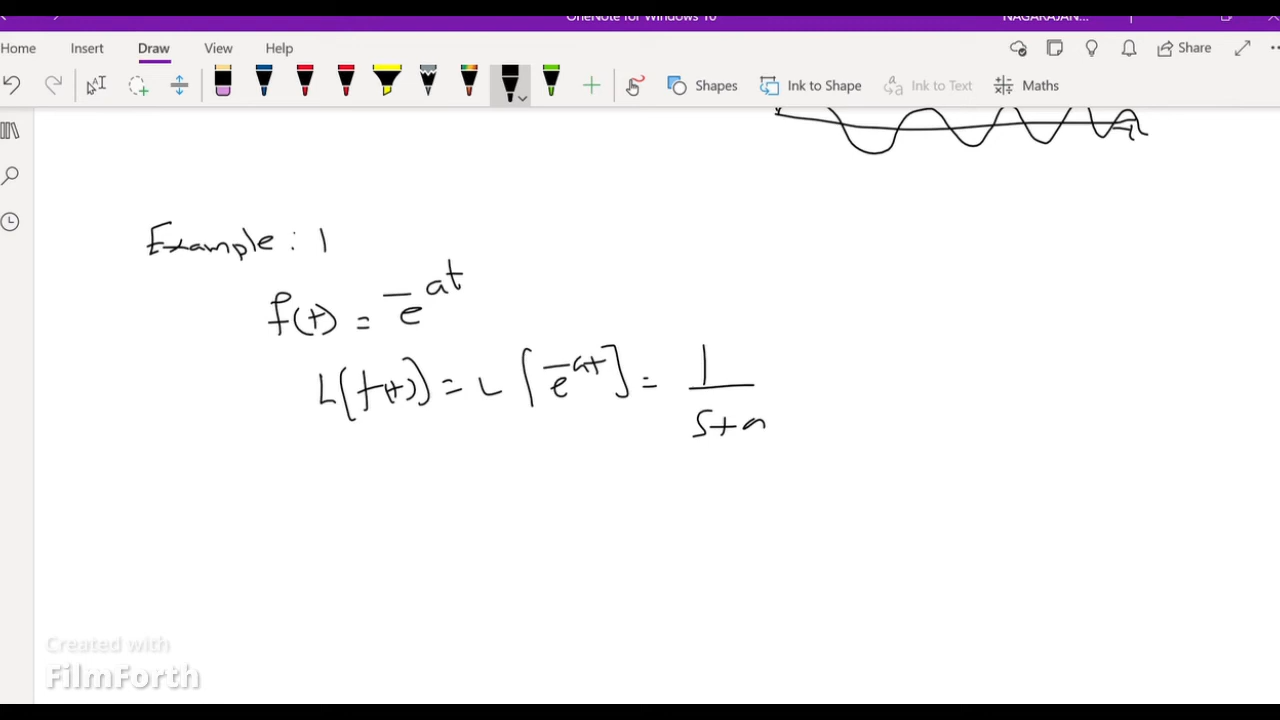 OneNote for Windows 10 NAGARAJAN...
Home Insert Draw View Help Share
Shapes Ink to Shape Ink to Text Maths
Example : 1
f(t) = e̅ᵃᵗ
L(f(t)) = L [e̅ᵃᵗ] = 1/(s+a)
Created with
FilmForth